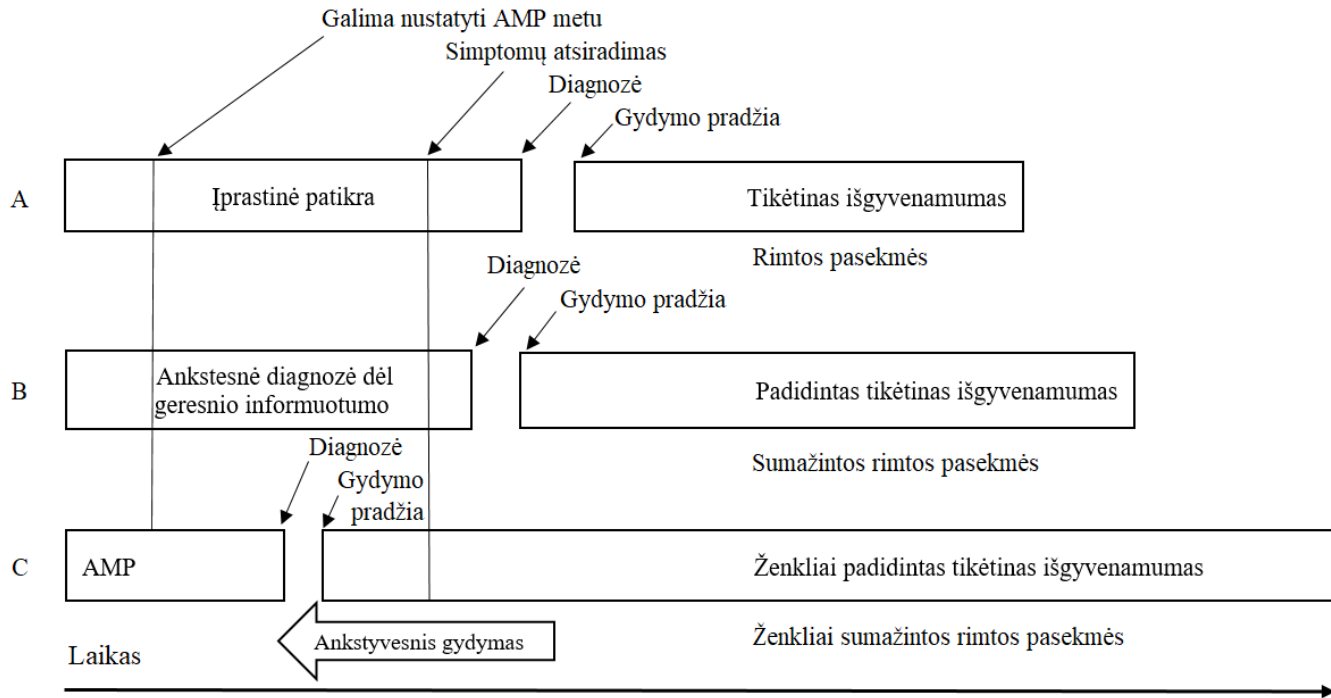 Galima nustatyti AMP metu
Simptomų atsiradimas
Diagnozė
Gydymo pradžia
A
Įprastinė patikra
Tikėtinas išgyvenamumas
Rimtos pasekmės
Diagnozė
Gydymo pradžia
B
Ankstesnė diagnozė dėl
geresnio informuotumo
Padidintas tikėtinas išgyvenamumas
Sumažintos rimtos pasekmės
Diagnozė
Gydymo
pradžia
C
AMP
Ženkliai padidintas tikėtinas išgyvenamumas
Ženkliai sumažintos rimtos pasekmės
Ankstyvesnis gydymas
Laikas